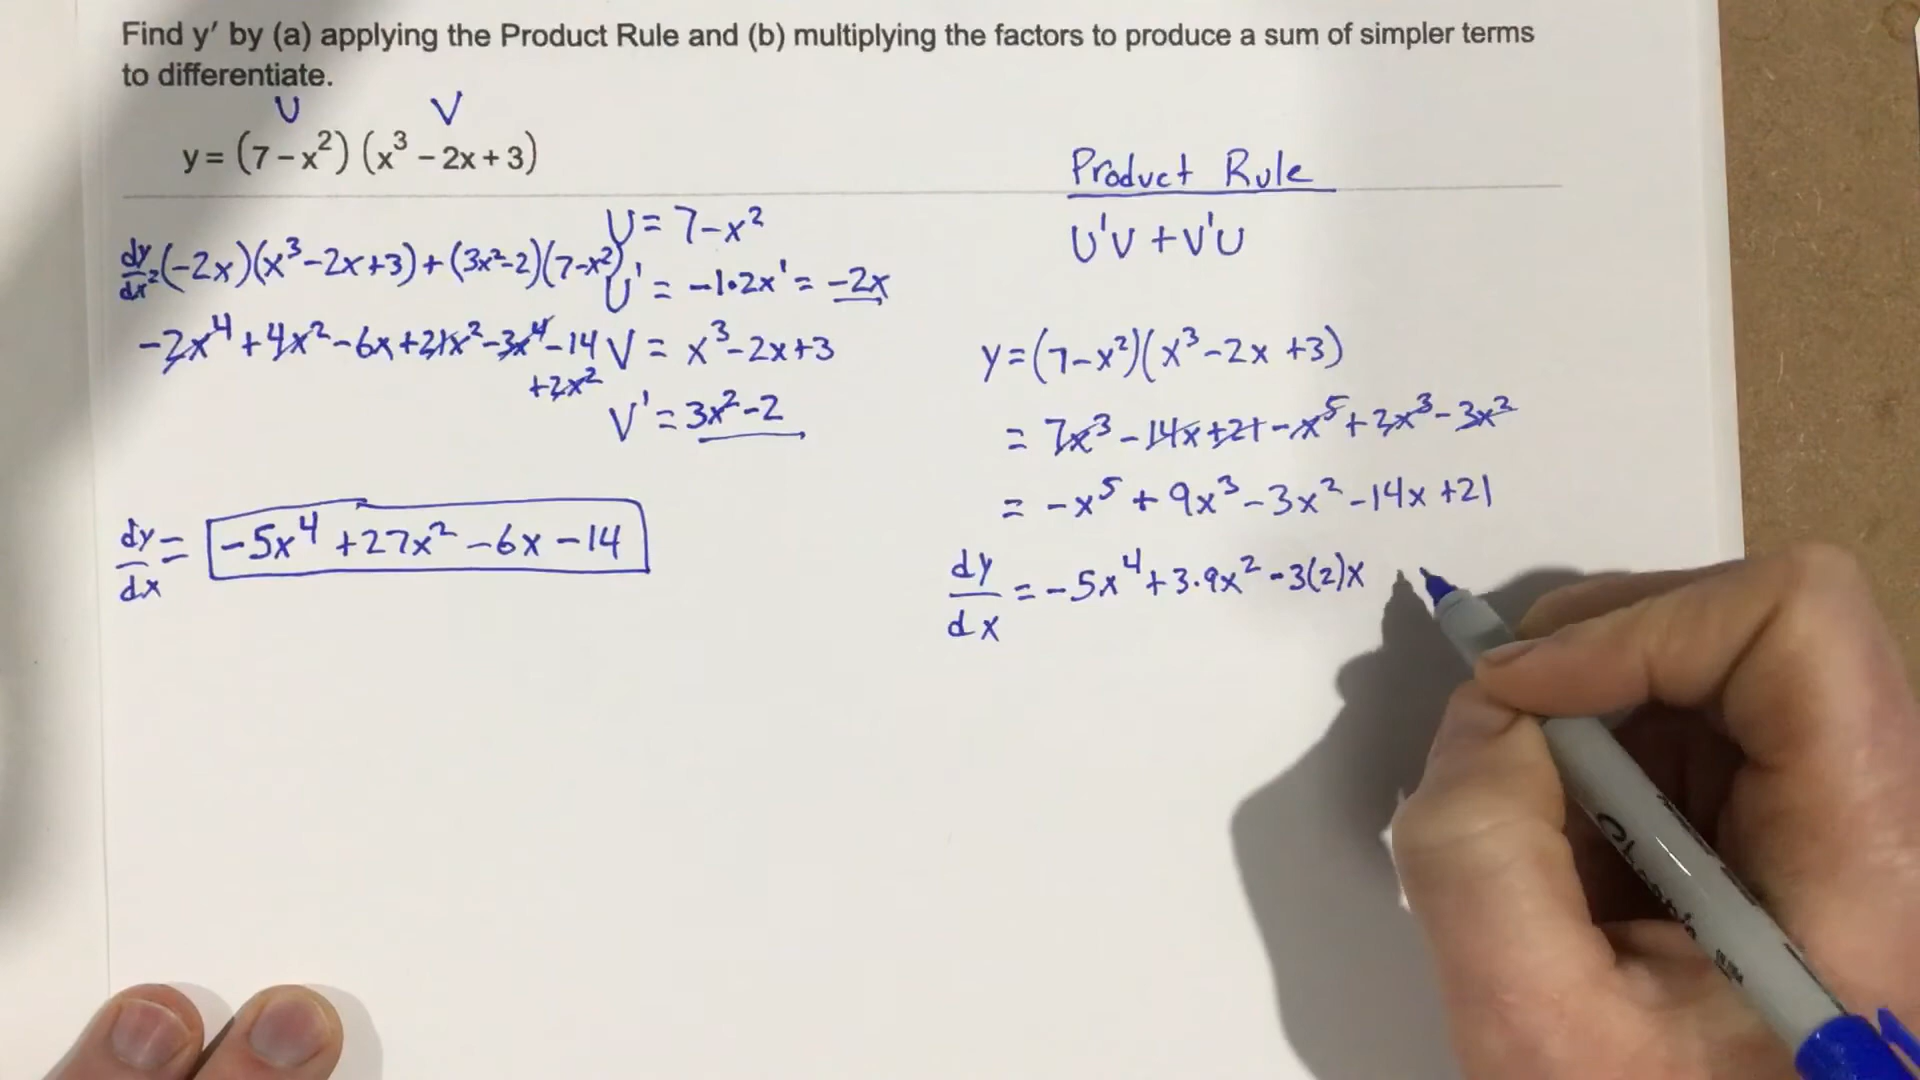 Find y′ by (a) applying the Product Rule and (b) multiplying the factors to produce a sum of simpler terms
to differentiate.
U V
y = (7 − x²) (x³ − 2x + 3)
dy/dx = (-2x)(x³-2x+3) + (3x²-2)(7-x²)
-2x⁴ + 4x² - 6x + 21x² - 3x⁴ - 14
+2x²
dy/dx = -5x⁴ + 27x² - 6x - 14
U = 7-x²
U' = -1·2x' = -2x
V = x³-2x+3
V' = 3x²-2
Product Rule
U'V + V'U
y = (7-x²)(x³-2x+3)
= 7x³ - 14x + 21 - x⁵ + 2x³ - 3x²
= -x⁵ + 9x³ - 3x² - 14x + 21
dy/dx = -5x⁴ + 3·9x² - 3(2)x
Sharpie